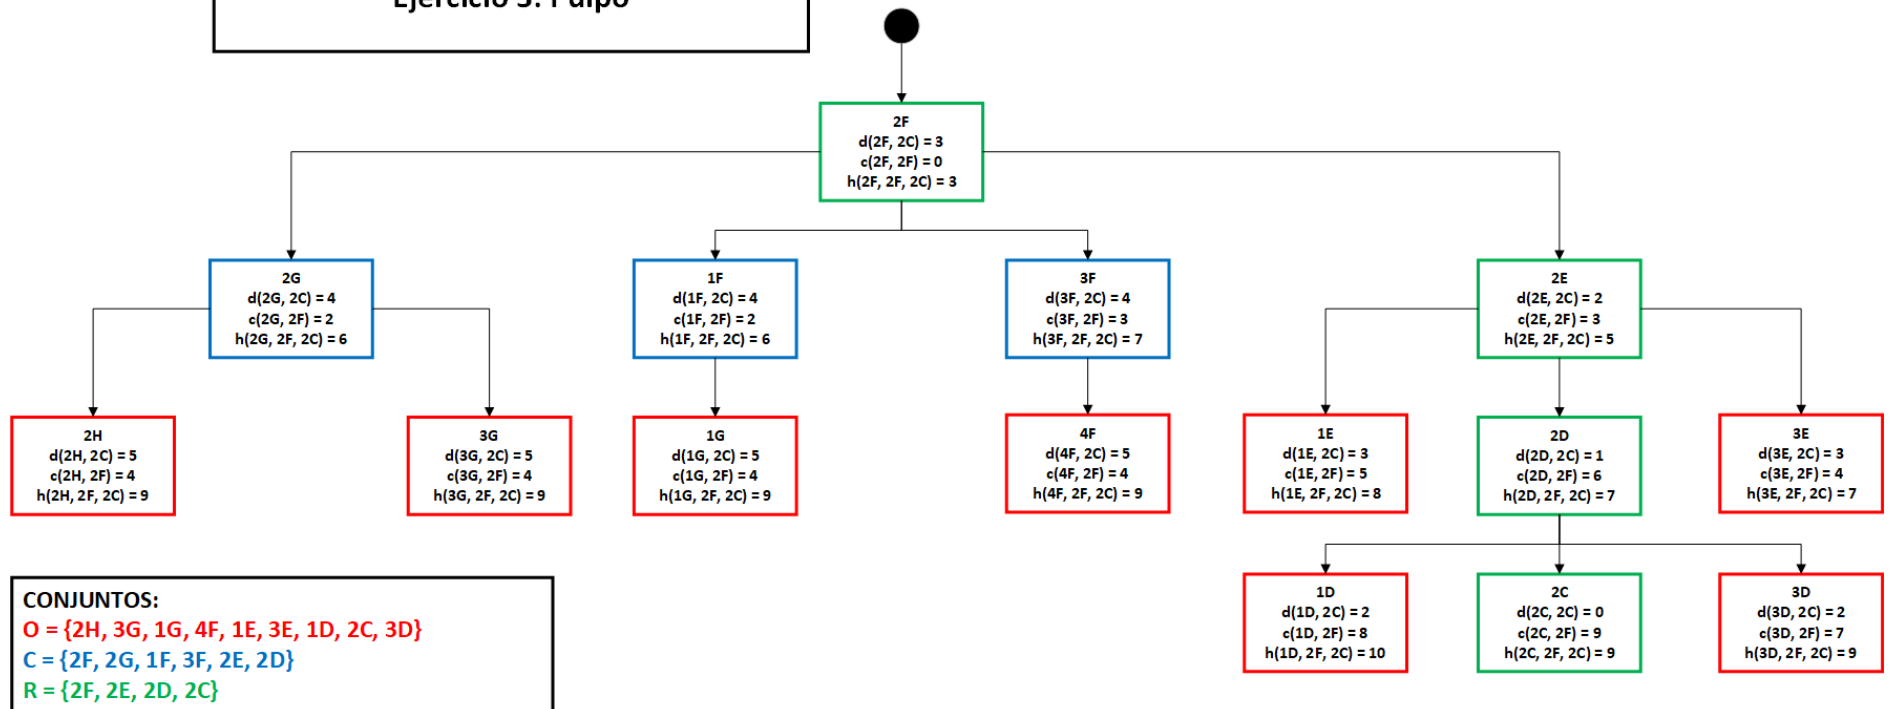 Ejercicio 3: Pulpo
2F
d(2F, 2C) = 3
c(2F, 2F) = 0
h(2F, 2F, 2C) = 3
2G
d(2G, 2C) = 4
c(2G, 2F) = 2
h(2G, 2F, 2C) = 6
1F
d(1F, 2C) = 4
c(1F, 2F) = 2
h(1F, 2F, 2C) = 6
3F
d(3F, 2C) = 4
c(3F, 2F) = 3
h(3F, 2F, 2C) = 7
2E
d(2E, 2C) = 2
c(2E, 2F) = 3
h(2E, 2F, 2C) = 5
2H
d(2H, 2C) = 5
c(2H, 2F) = 4
h(2H, 2F, 2C) = 9
3G
d(3G, 2C) = 5
c(3G, 2F) = 4
h(3G, 2F, 2C) = 9
1G
d(1G, 2C) = 5
c(1G, 2F) = 4
h(1G, 2F, 2C) = 9
4F
d(4F, 2C) = 5
c(4F, 2F) = 4
h(4F, 2F, 2C) = 9
1E
d(1E, 2C) = 3
c(1E, 2F) = 5
h(1E, 2F, 2C) = 8
2D
d(2D, 2C) = 1
c(2D, 2F) = 6
h(2D, 2F, 2C) = 7
3E
d(3E, 2C) = 3
c(3E, 2F) = 4
h(3E, 2F, 2C) = 7
1D
d(1D, 2C) = 2
c(1D, 2F) = 8
h(1D, 2F, 2C) = 10
2C
d(2C, 2C) = 0
c(2C, 2F) = 9
h(2C, 2F, 2C) = 9
3D
d(3D, 2C) = 2
c(3D, 2F) = 7
h(3D, 2F, 2C) = 9
CONJUNTOS:
O = {2H, 3G, 1G, 4F, 1E, 3E, 1D, 2C, 3D}
C = {2F, 2G, 1F, 3F, 2E, 2D}
R = {2F, 2E, 2D, 2C}